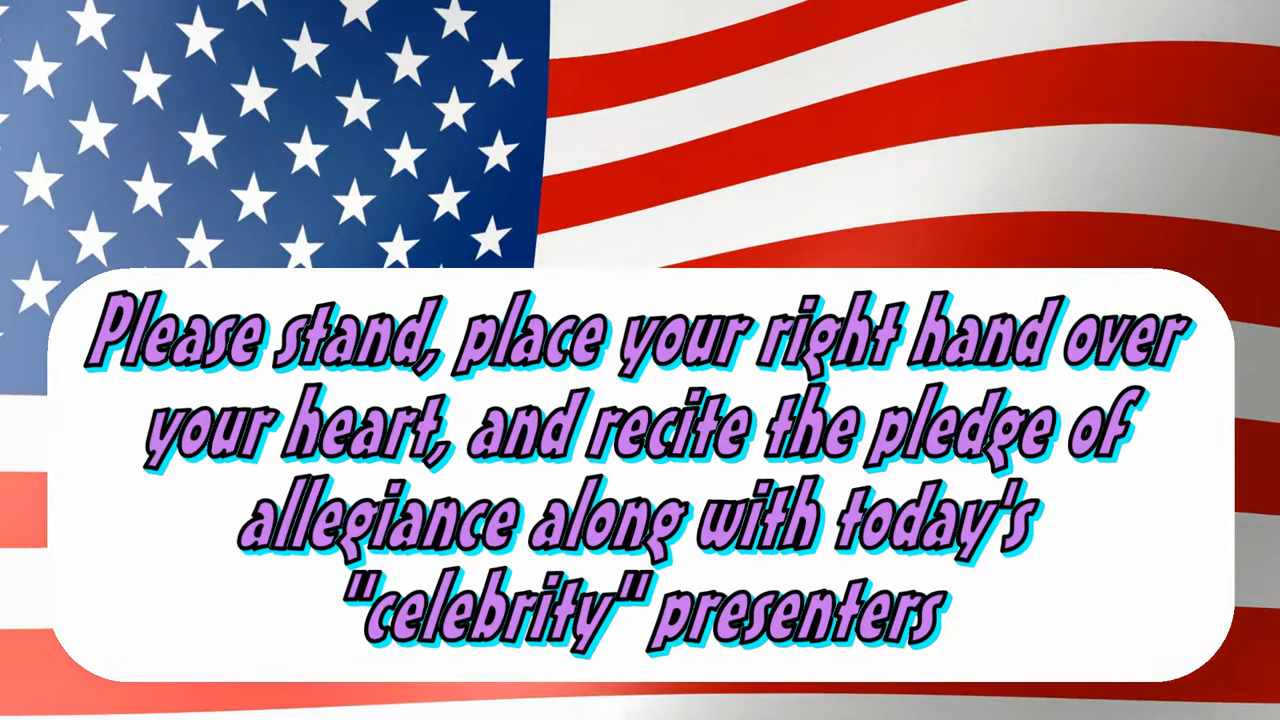 Please stand, place your right hand over
your heart, and recite the pledge of
allegiance along with today's
"celebrity" presenters